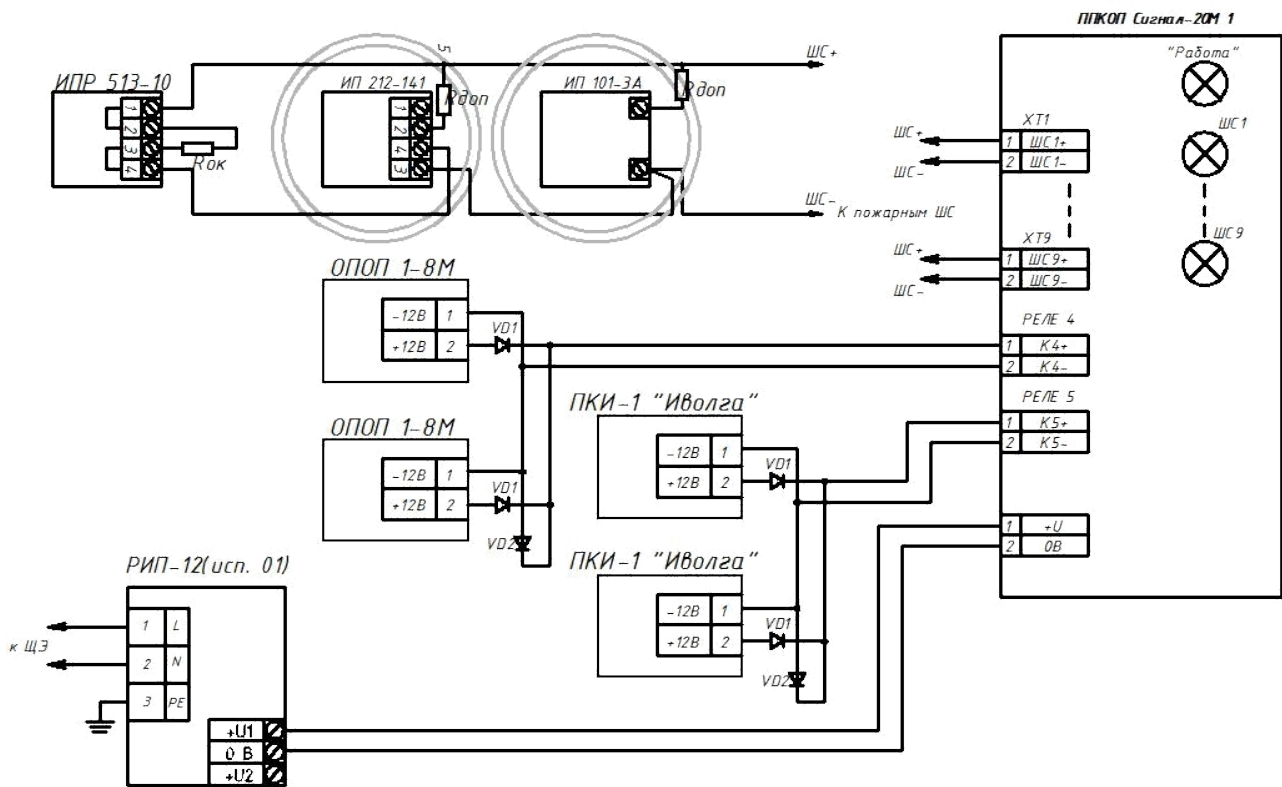 ППКОП Сигнал-20М 1
"Работа"
ШС1
ШС9
ХТ1
1 ШС1+
2 ШС1-
ШС+
ШС-
ХТ9
1 ШС9+
2 ШС9-
ШС+
ШС-
РЕЛЕ 4
1 К4+
2 К4-
РЕЛЕ 5
1 К5+
2 К5-
1 +U
2 0В
ИПР 513-10
1
2
3
4
Rок
5
ИП 212-141
1
2
4
3
Rдоп
ИП 101-3А
Rдоп
ШС+
ШС-
К пожарным ШС
ОПОП 1-8М
-12В 1
+12В 2
VD1
ОПОП 1-8М
-12В 1
+12В 2
VD1
VD2
ПКИ-1 "Иволга"
-12В 1
+12В 2
VD1
ПКИ-1 "Иволга"
-12В 1
+12В 2
VD1
VD2
РИП-12(исп. 01)
1 L
2 N
3 PE
к ЩЭ
+U1
0 В
+U2